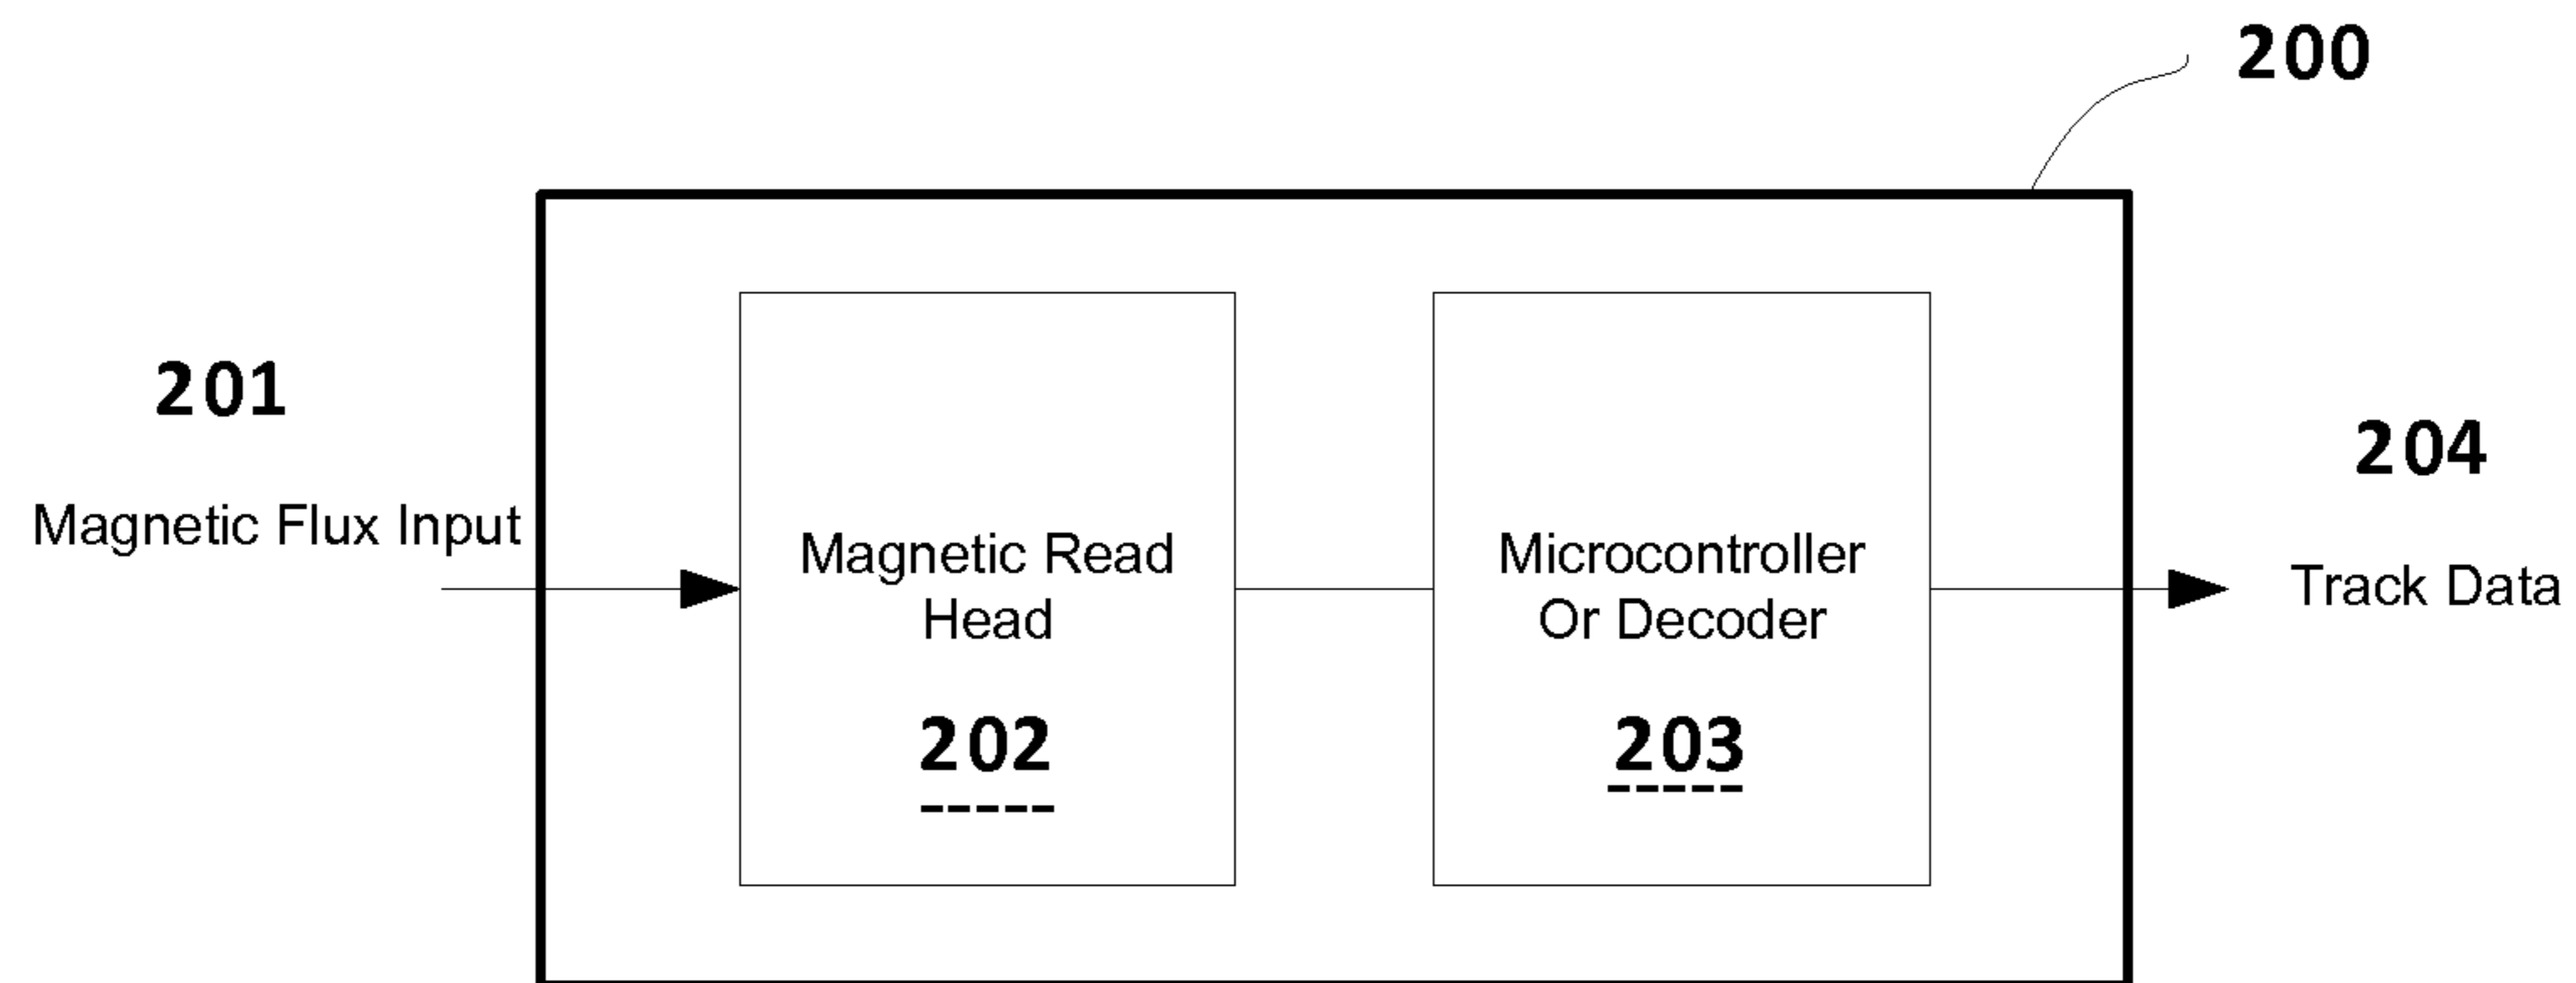 200
201
Magnetic Flux Input
Magnetic Read
Head
202
Microcontroller
Or Decoder
203
204
Track Data